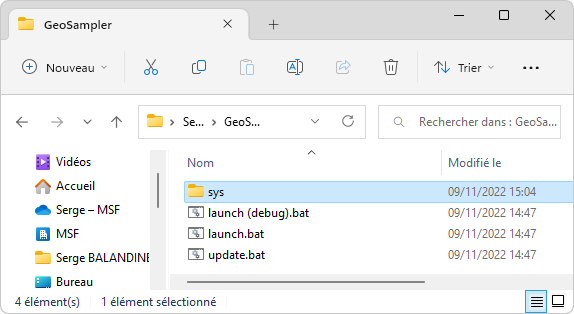 GeoSampler
Nouveau
Trier
Se... GeoS...
Rechercher dans : GeoSa...
Nom Modifié le
Vidéos
Accueil
Serge – MSF
MSF
Serge BALANDINE
Bureau
sys 09/11/2022 15:04
launch (debug).bat 09/11/2022 14:47
launch.bat 09/11/2022 14:47
update.bat 09/11/2022 14:47
4 élément(s) 1 élément sélectionné